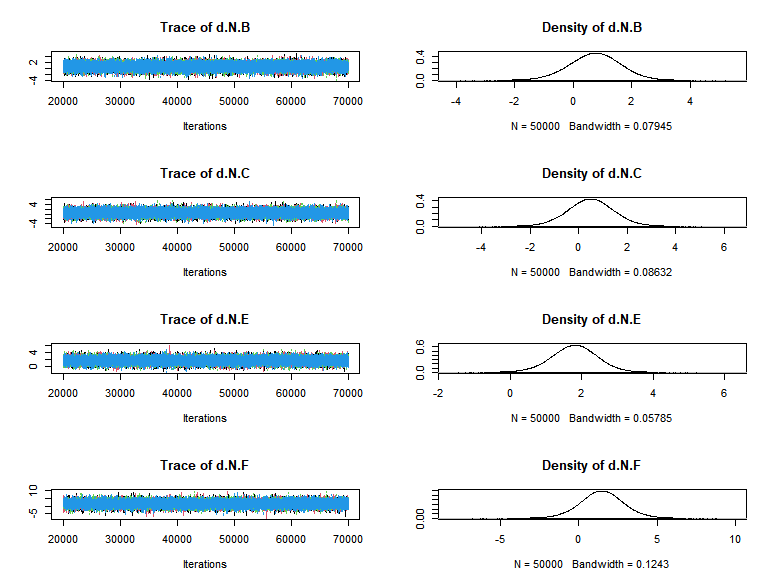 Trace of d.N.B
Density of d.N.B
2
-4
0.4
0.0
20000 30000 40000 50000 60000 70000
-4 -2 0 2 4
Iterations
N = 50000 Bandwidth = 0.07945
Trace of d.N.C
Density of d.N.C
4
-4
0.4
0.0
20000 30000 40000 50000 60000 70000
-4 -2 0 2 4 6
Iterations
N = 50000 Bandwidth = 0.08632
Trace of d.N.E
Density of d.N.E
4
0
0.6
0.0
20000 30000 40000 50000 60000 70000
-2 0 2 4 6
Iterations
N = 50000 Bandwidth = 0.05785
Trace of d.N.F
Density of d.N.F
10
-5
0.00
20000 30000 40000 50000 60000 70000
-5 0 5 10
Iterations
N = 50000 Bandwidth = 0.1243